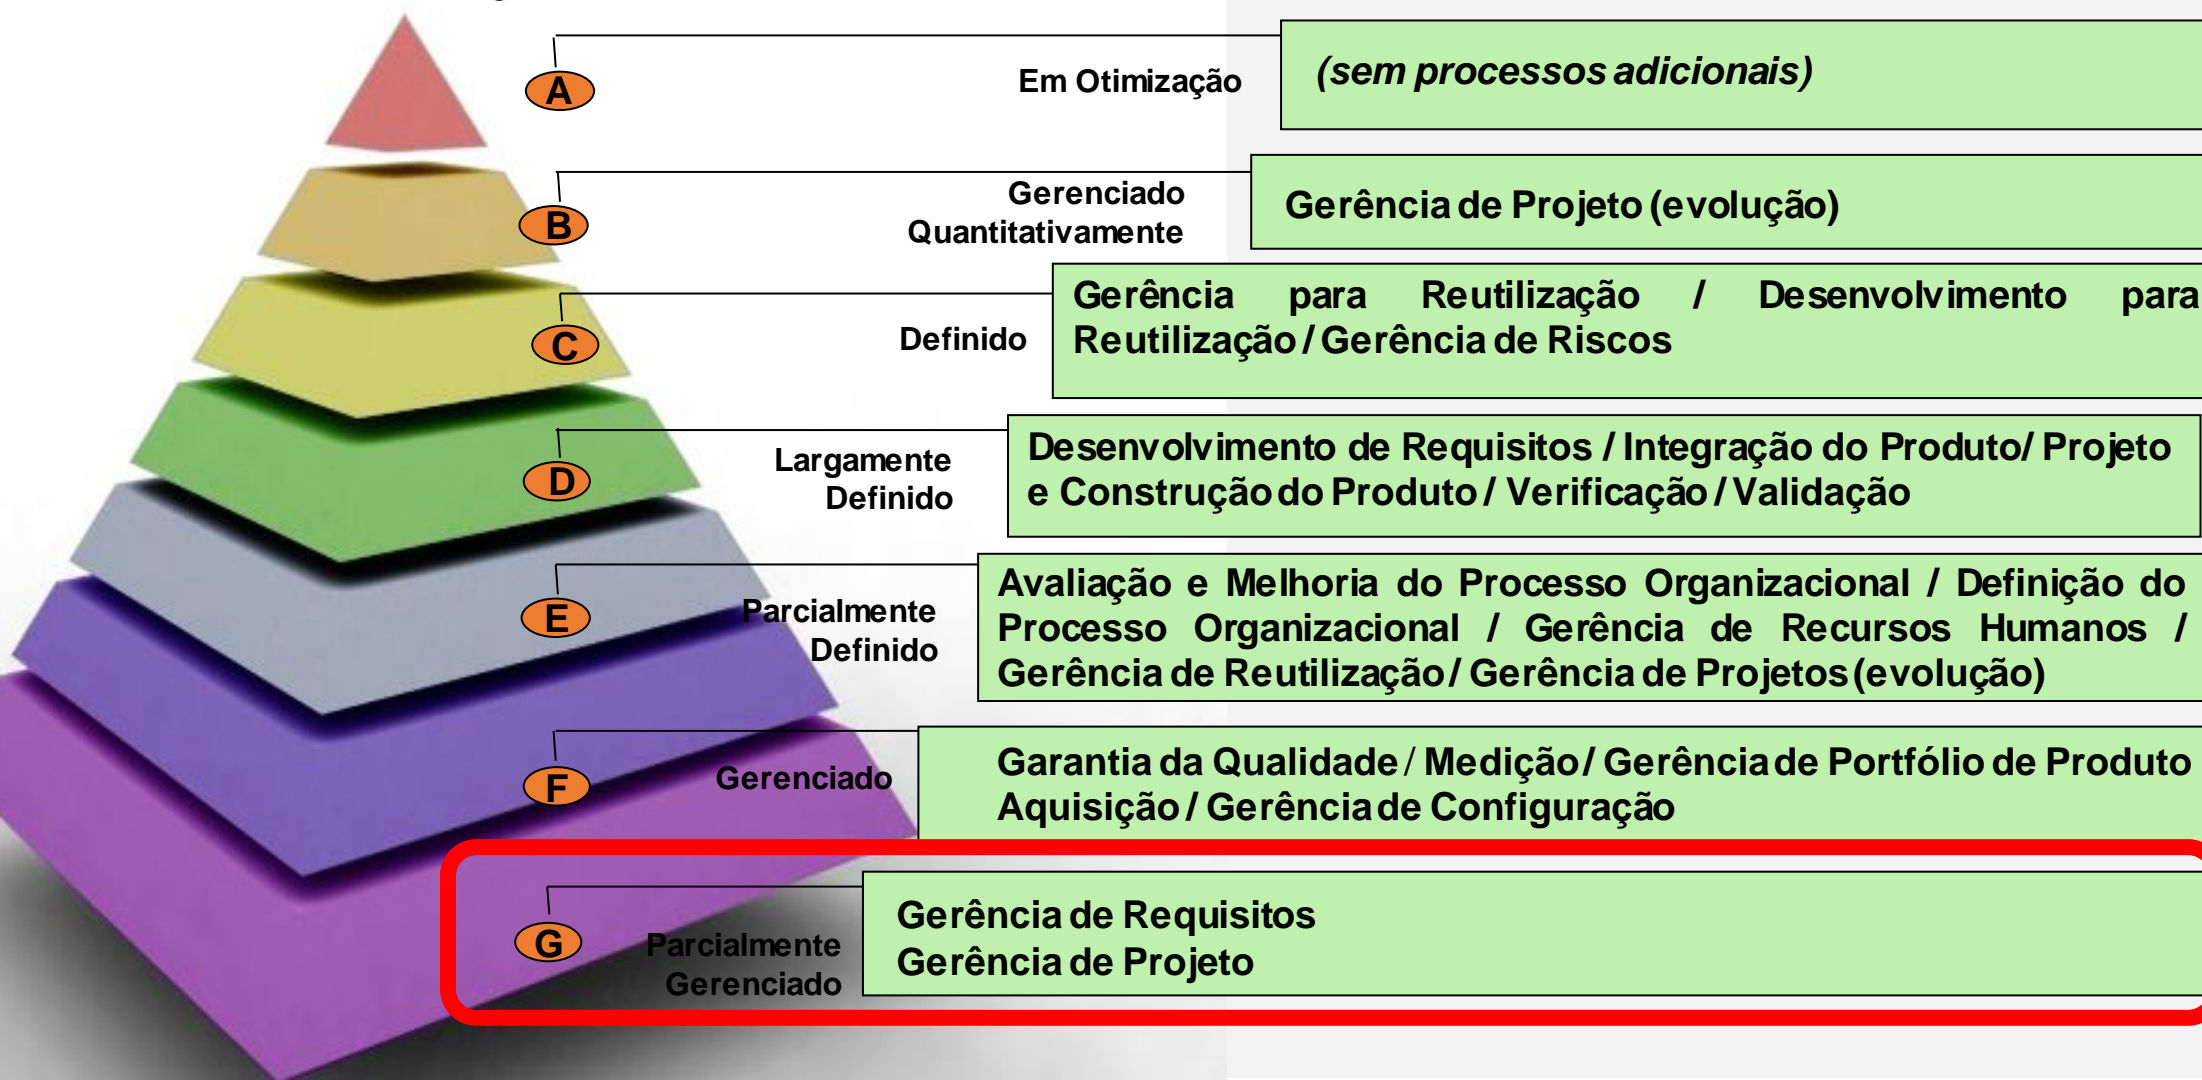 A
Em Otimização
(sem processos adicionais)
B
Gerenciado
Quantitativamente
Gerência de Projeto (evolução)
C
Definido
Gerência para Reutilização / Desenvolvimento para
Reutilização / Gerência de Riscos
D
Largamente
Definido
Desenvolvimento de Requisitos / Integração do Produto/ Projeto
e Construção do Produto / Verificação / Validação
E
Parcialmente
Definido
Avaliação e Melhoria do Processo Organizacional / Definição do
Processo Organizacional / Gerência de Recursos Humanos /
Gerência de Reutilização / Gerência de Projetos (evolução)
F
Gerenciado
Garantia da Qualidade / Medição / Gerência de Portfólio de Produto
Aquisição / Gerência de Configuração
G
Parcialmente
Gerenciado
Gerência de Requisitos
Gerência de Projeto